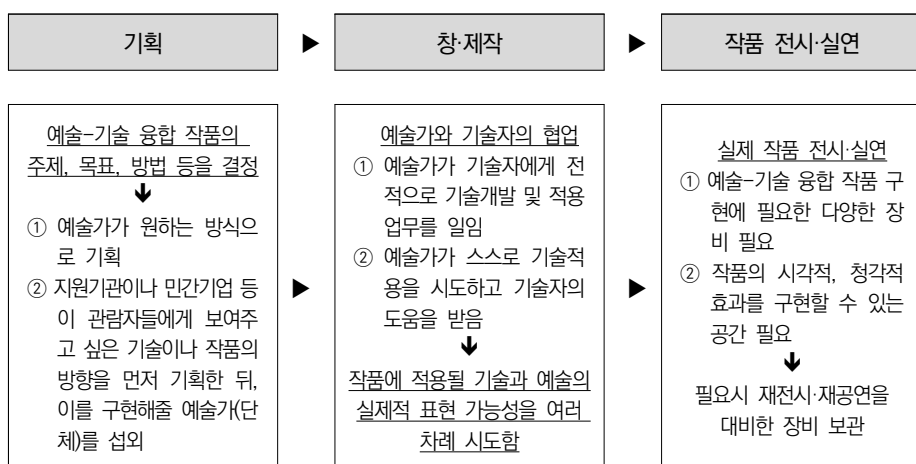 기획 ▶ 창·제작 ▶ 작품 전시·실연
예술-기술 융합 작품의
주제, 목표, 방법 등을 결정
🡻
① 예술가가 원하는 방식으
로 기획
② 지원기관이나 민간기업 등
이 관람자들에게 보여주
고 싶은 기술이나 작품의
방향을 먼저 기획한 뒤,
이를 구현해줄 예술가(단
체)를 섭외
▶
예술가와 기술자의 협업
① 예술가가 기술자에게 전
적으로 기술개발 및 적용
업무를 일임
② 예술가가 스스로 기술적
용을 시도하고 기술자의
도움을 받음
🡻
작품에 적용될 기술과 예술의
실제적 표현 가능성을 여러
차례 시도함
▶
실제 작품 전시·실연
① 예술-기술 융합 작품 구
현에 필요한 다양한 장
비 필요
② 작품의 시각적, 청각적
효과를 구현할 수 있는
공간 필요
🡻
필요시 재전시·재공연을
대비한 장비 보관